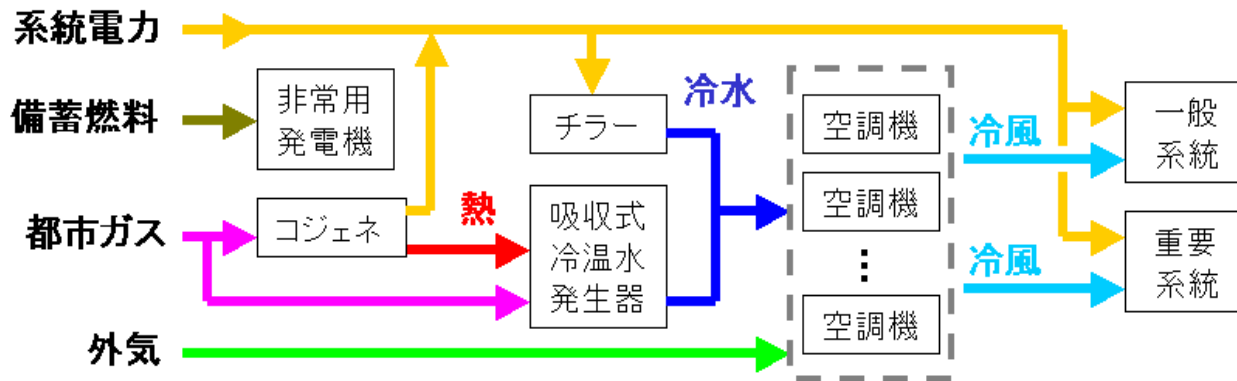 系統電力
備蓄燃料
非常用
発電機
都市ガス
コジェネ
熱
外気
チラー
吸収式
冷温水
発生器
冷水
空調機
空調機
⋮
空調機
冷風
冷風
一般
系統
重要
系統